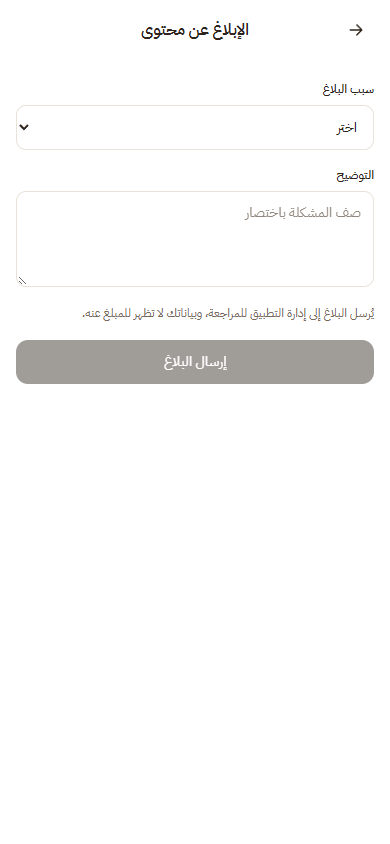 الإبلاغ عن محتوى
سبب البلاغ
اختر
التوضيح
صف المشكلة باختصار
يُرسل البلاغ إلى إدارة التطبيق للمراجعة، وبياناتك لا تظهر للمبلغ عنه.
إرسال البلاغ